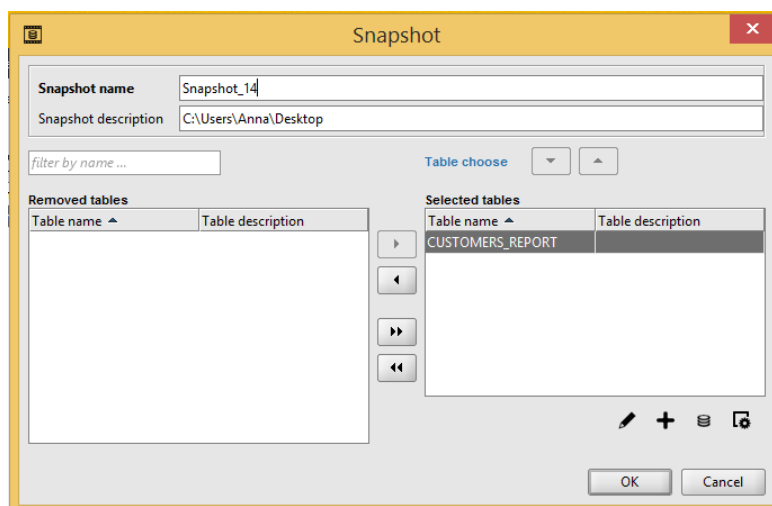 Snapshot
Snapshot name Snapshot_14
Snapshot description C:\Users\Anna\Desktop
filter by name ... Table choose
Removed tables Selected tables
Table name Table description Table name Table description
CUSTOMERS_REPORT
OK Cancel